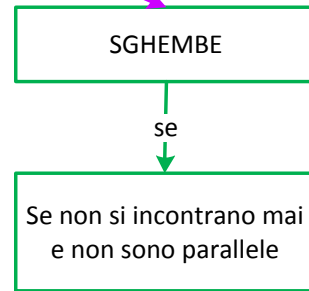 SGHEMBE
se
Se non si incontrano mai
e non sono parallele